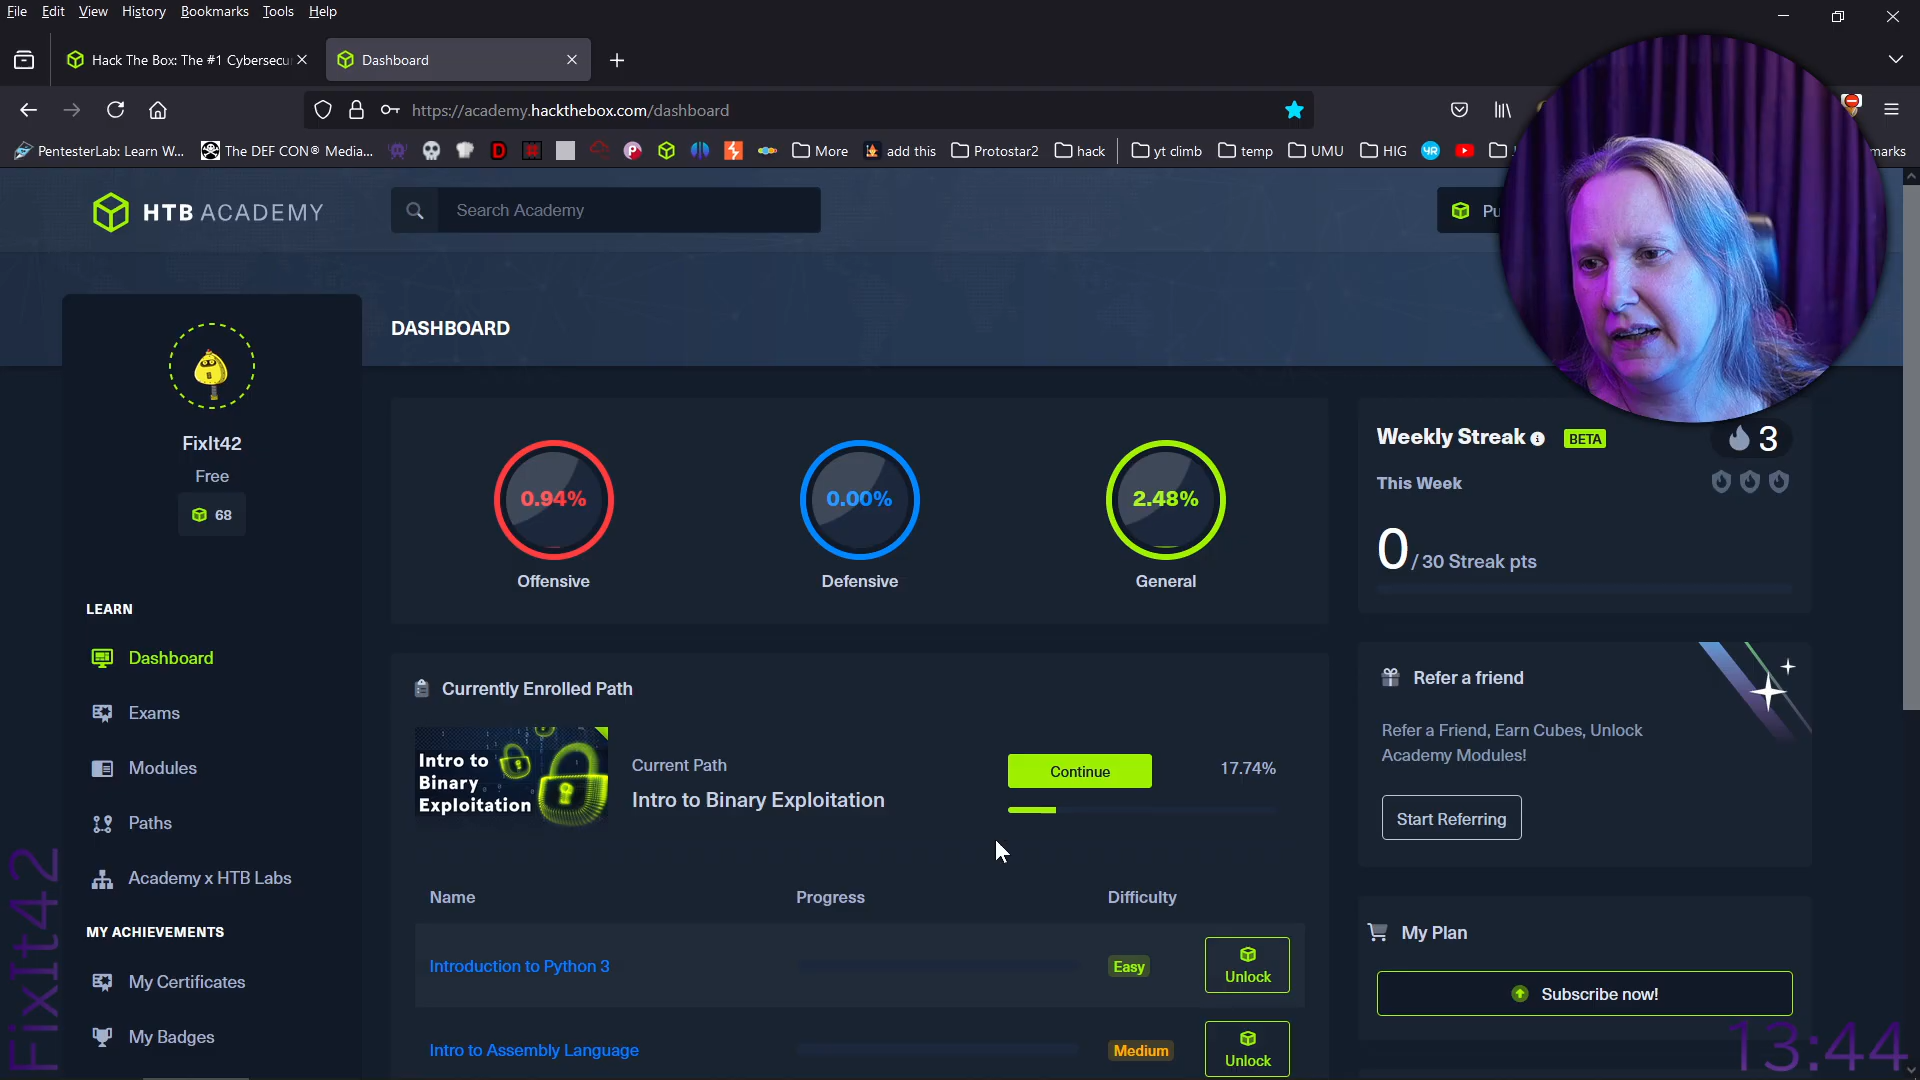 File Edit View History Bookmarks Tools Help
Hack The Box: The #1 Cybersecu
Dashboard
https://academy.hackthebox.com/dashboard
PentesterLab: Learn W...
The DEF CON® Media...
More
add this
Protostar2
hack
yt climb
temp
UMU
HIG
marks
HTB ACADEMY
Search Academy
Pu
DASHBOARD
FixIt42
Free
68
0.94%
0.00%
2.48%
Offensive
Defensive
General
Weekly Streak
BETA
3
This Week
0 / 30 Streak pts
LEARN
Dashboard
Exams
Modules
Paths
Academy x HTB Labs
MY ACHIEVEMENTS
My Certificates
My Badges
Currently Enrolled Path
Intro to
Binary
Exploitation
Current Path
Intro to Binary Exploitation
Continue
17.74%
Name Progress Difficulty
Introduction to Python 3
Easy
Unlock
Intro to Assembly Language
Medium
Unlock
Refer a friend
Refer a Friend, Earn Cubes, Unlock
Academy Modules!
Start Referring
My Plan
Subscribe now!
FixIt42
13:44